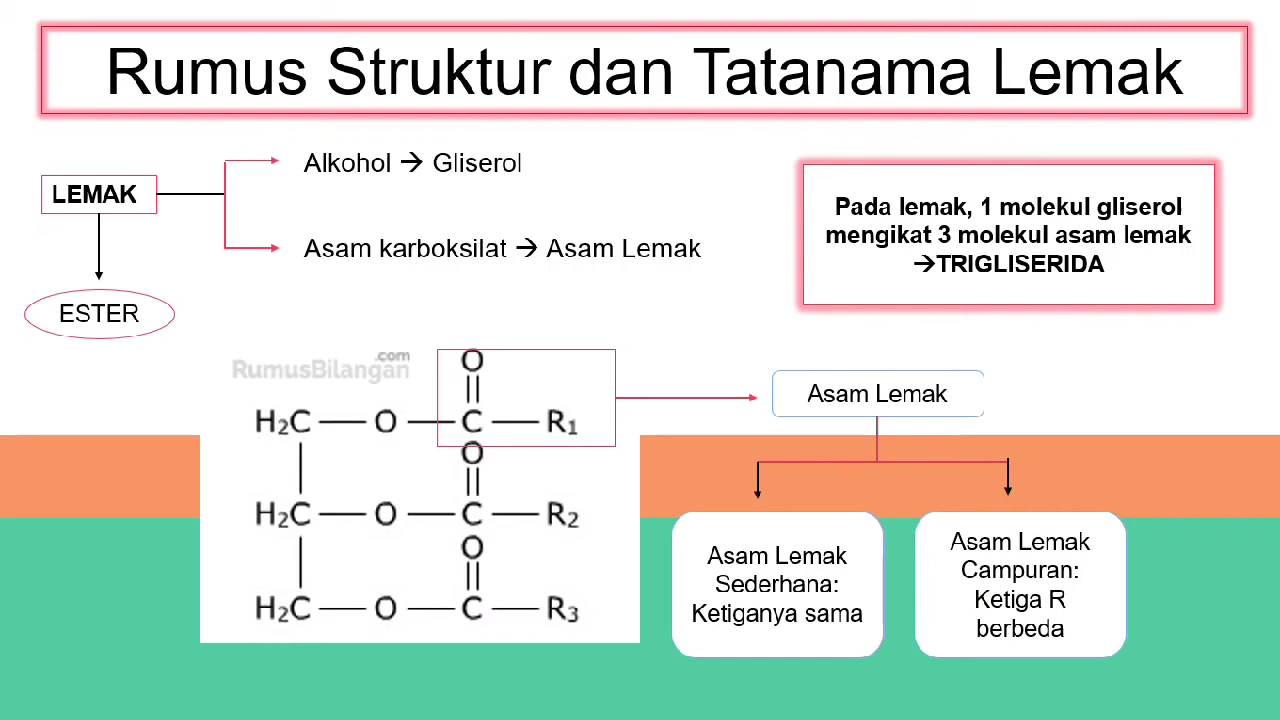 Rumus Struktur dan Tatanama Lemak
LEMAK
Alkohol → Gliserol
Asam karboksilat → Asam Lemak
ESTER
Pada lemak, 1 molekul gliserol
mengikat 3 molekul asam lemak
→TRIGLISERIDA
RumusBilangan.com
O
H₂C — O — C — R₁
O
H₂C — O — C — R₂
O
H₂C — O — C — R₃
Asam Lemak
Asam Lemak
Sederhana:
Ketiganya sama
Asam Lemak
Campuran:
Ketiga R
berbeda